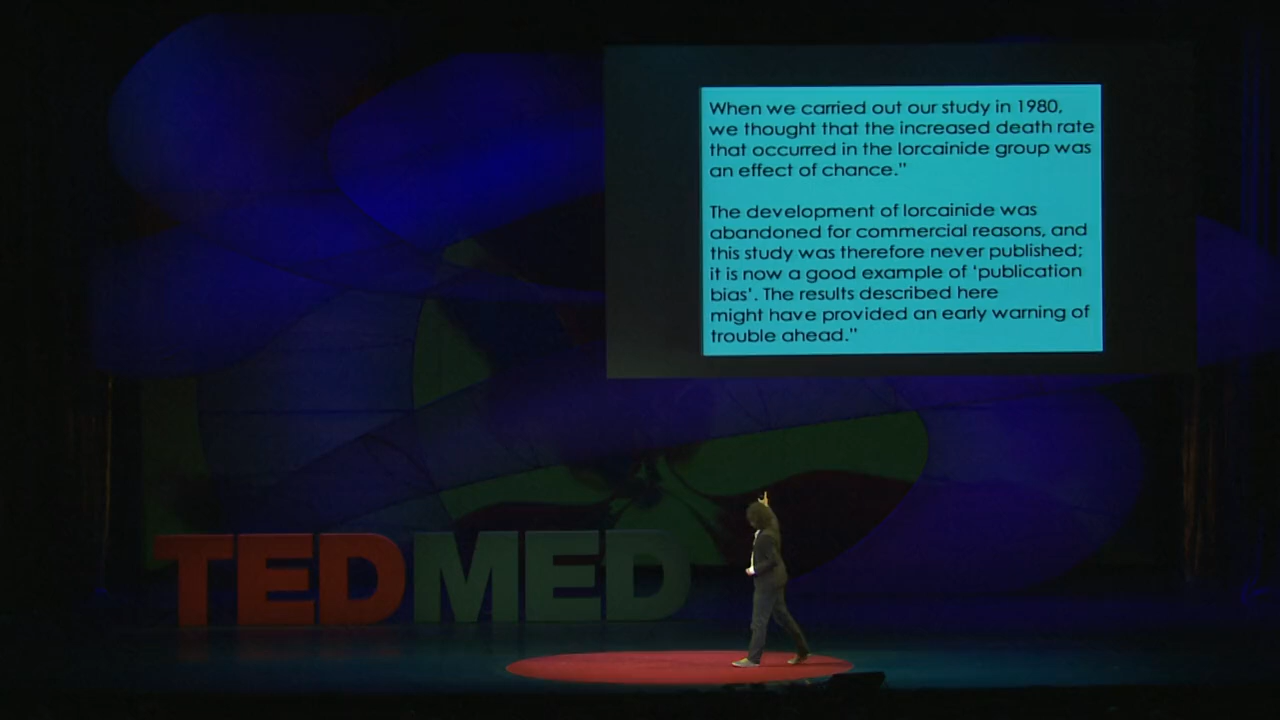 When we carried out our study in 1980,
we thought that the increased death rate
that occurred in the lorcainide group was
an effect of chance."
The development of lorcainide was
abandoned for commercial reasons, and
this study was therefore never published;
it is now a good example of 'publication
bias'. The results described here
might have provided an early warning of
trouble ahead."
TEDMED